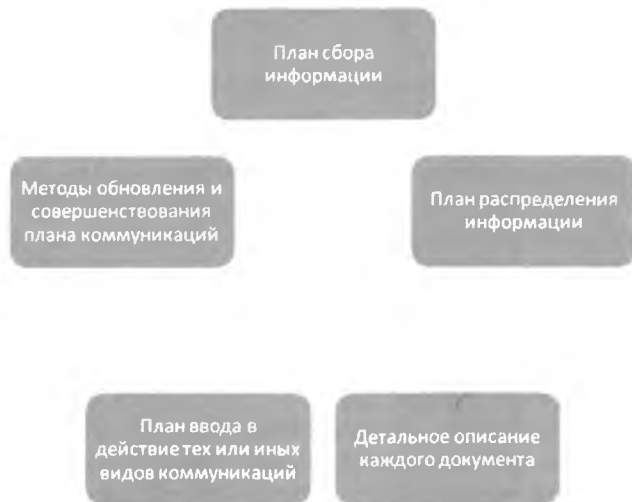 План сбора
информации
Методы обновления и
совершенствования
плана коммуникаций
План распределения
информации
План ввода в
действие тех или иных
видов коммуникаций
Детальное описание
каждого документа